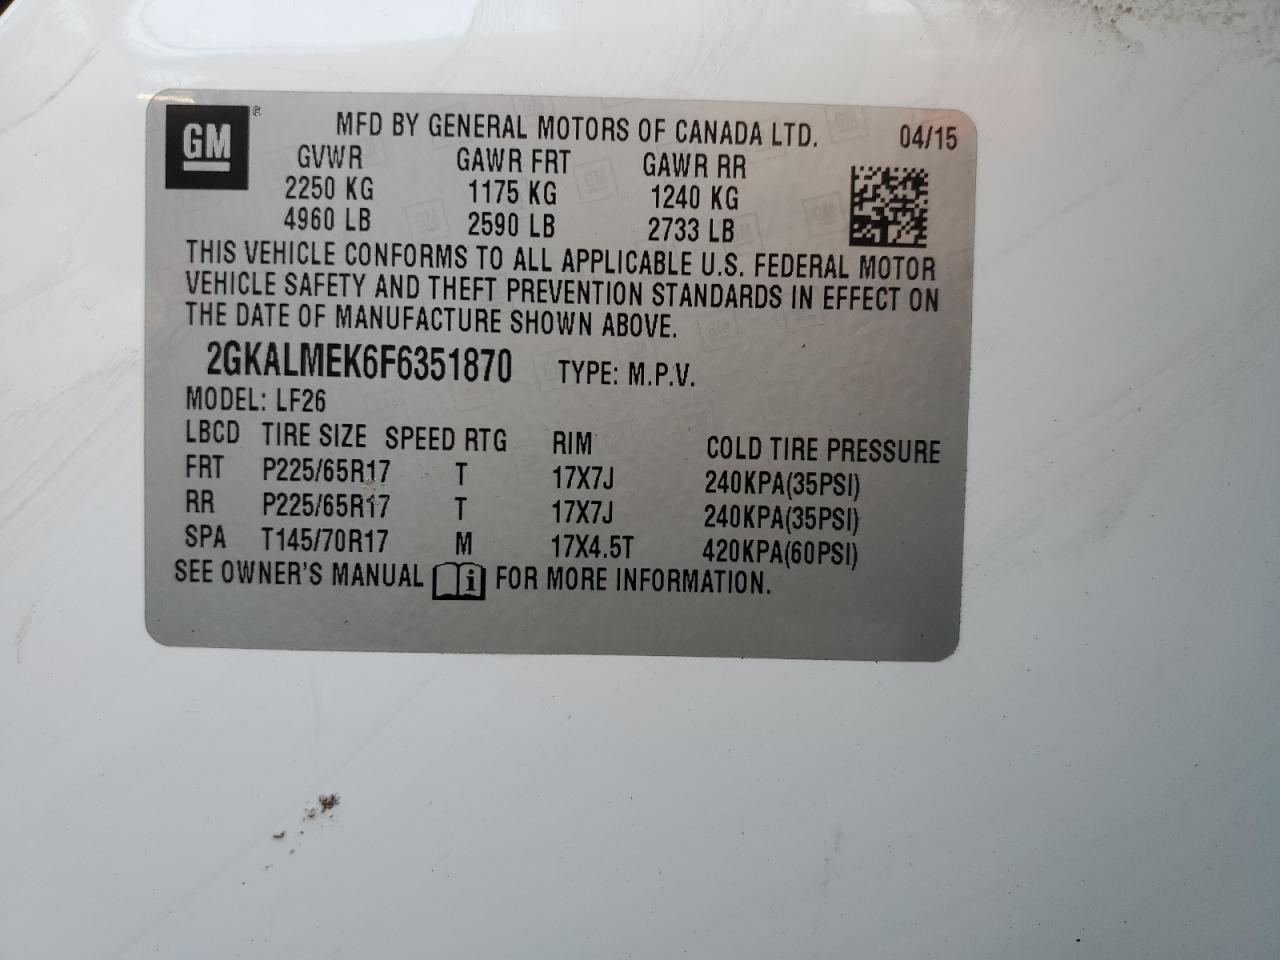 GM ®
MFD BY GENERAL MOTORS OF CANADA LTD. 04/15
GVWR GAWR FRT GAWR RR
2250 KG 1175 KG 1240 KG
4960 LB 2590 LB 2733 LB
THIS VEHICLE CONFORMS TO ALL APPLICABLE U.S. FEDERAL MOTOR
VEHICLE SAFETY AND THEFT PREVENTION STANDARDS IN EFFECT ON
THE DATE OF MANUFACTURE SHOWN ABOVE.
2GKALMEK6F6351870 TYPE: M.P.V.
MODEL: LF26
LBCD TIRE SIZE SPEED RTG RIM COLD TIRE PRESSURE
FRT P225/65R17 T 17X7J 240KPA(35PSI)
RR P225/65R17 T 17X7J 240KPA(35PSI)
SPA T145/70R17 M 17X4.5T 420KPA(60PSI)
SEE OWNER'S MANUAL i FOR MORE INFORMATION.